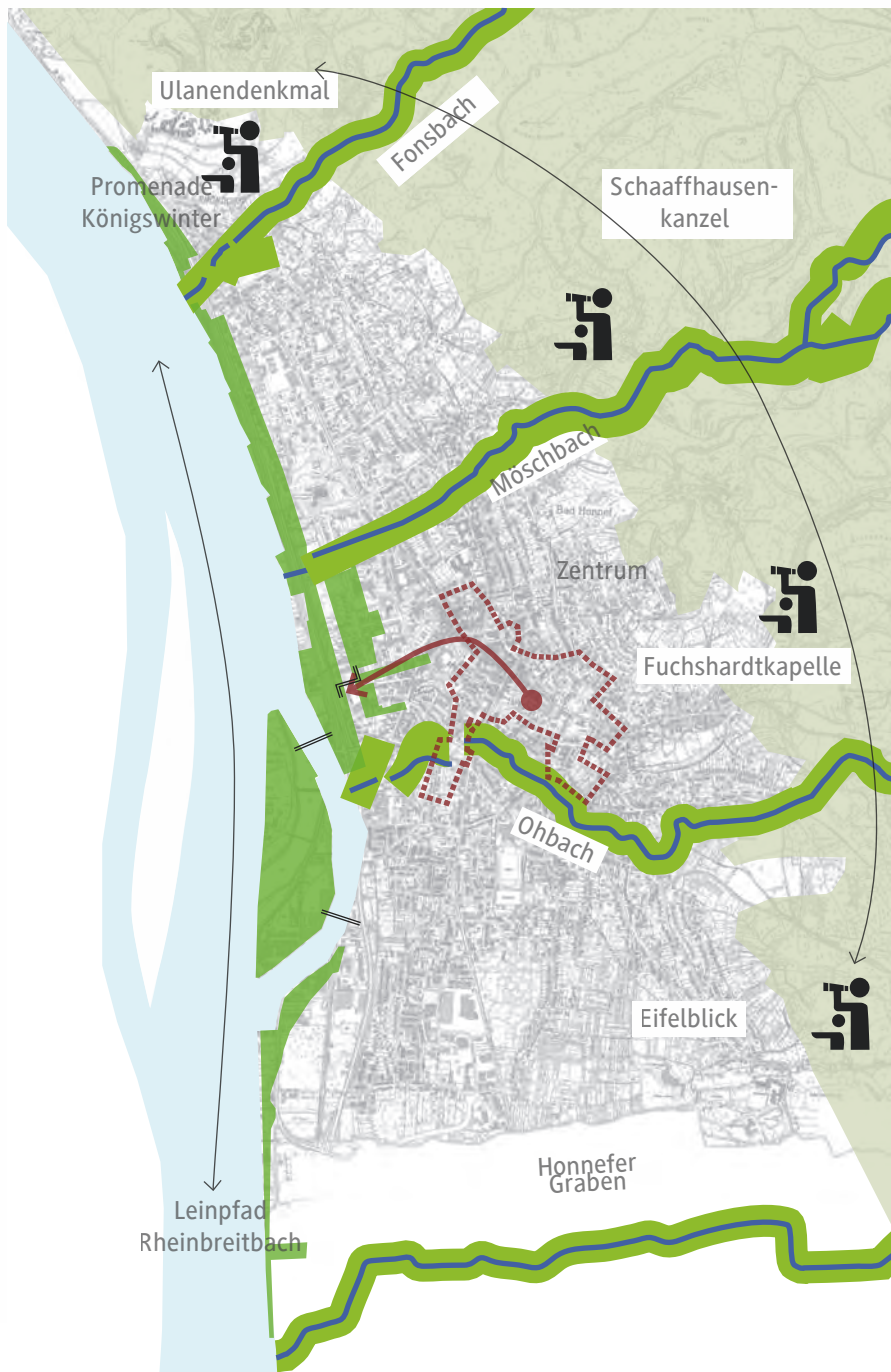 Ulanendenkmal
Fonsbach
Promenade
Königswinter
Schaaffhausen-
kanzel
Möschbach
Bad Honnef
Zentrum
Fuchshardtkapelle
Ohbach
Eifelblick
Honnefer
Graben
Leinpfad
Rheinbreitbach